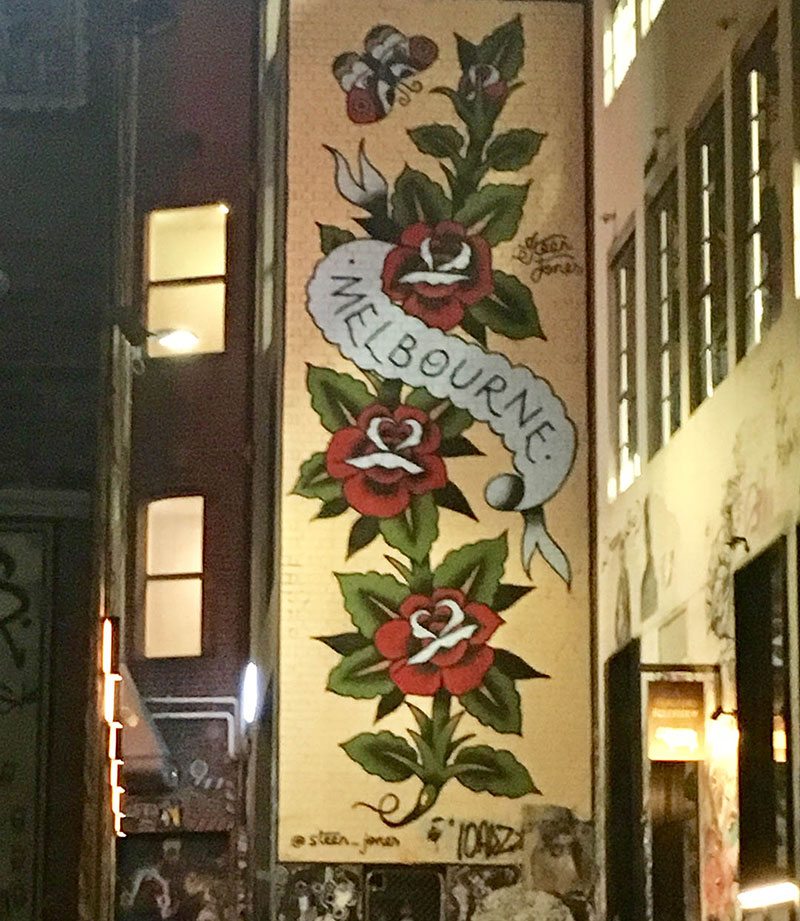 Steen
Jones
· MELBOURNE ·
@steen_jones